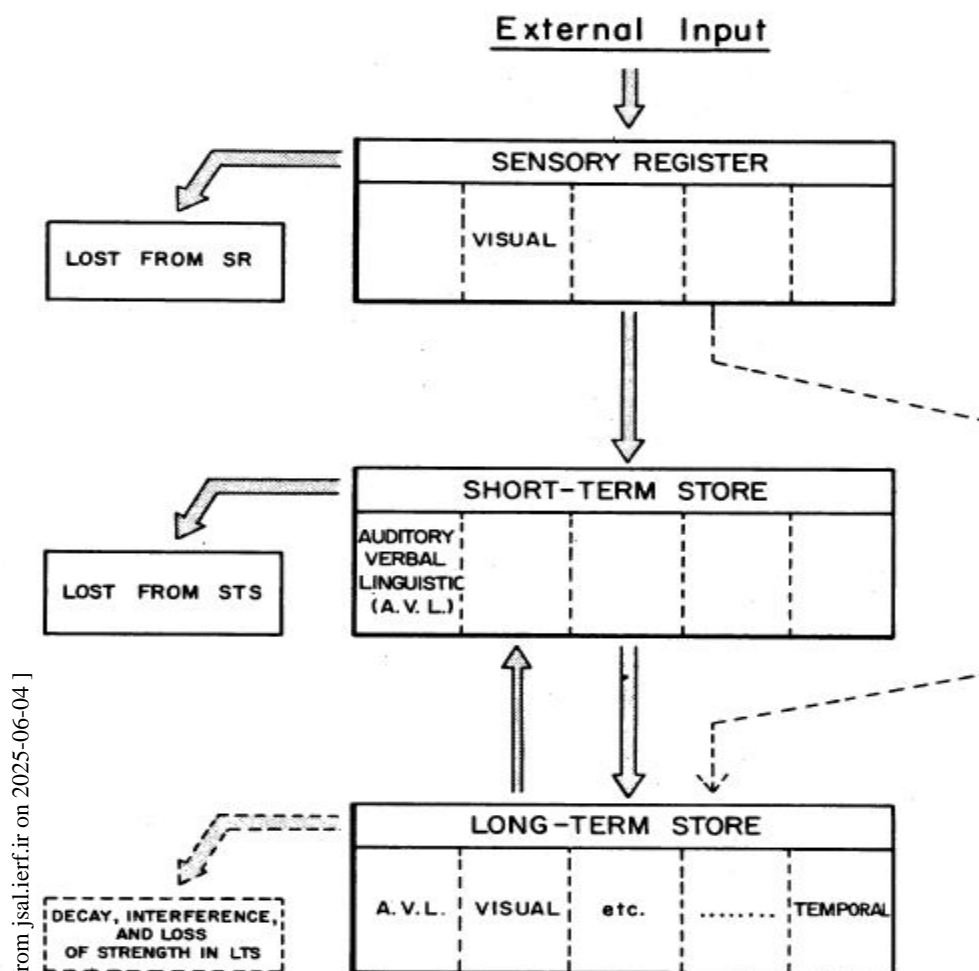 External Input
SENSORY REGISTER
VISUAL
LOST FROM SR
SHORT-TERM STORE
AUDITORY
VERBAL
LINGUISTIC
(A.V.L.)
LOST FROM STS
LONG-TERM STORE
A.V.L.
VISUAL
etc.
........
TEMPORAL
DECAY, INTERFERENCE,
AND LOSS
OF STRENGTH IN LTS
rom jsal.ierf.ir on 2025-06-04 ]